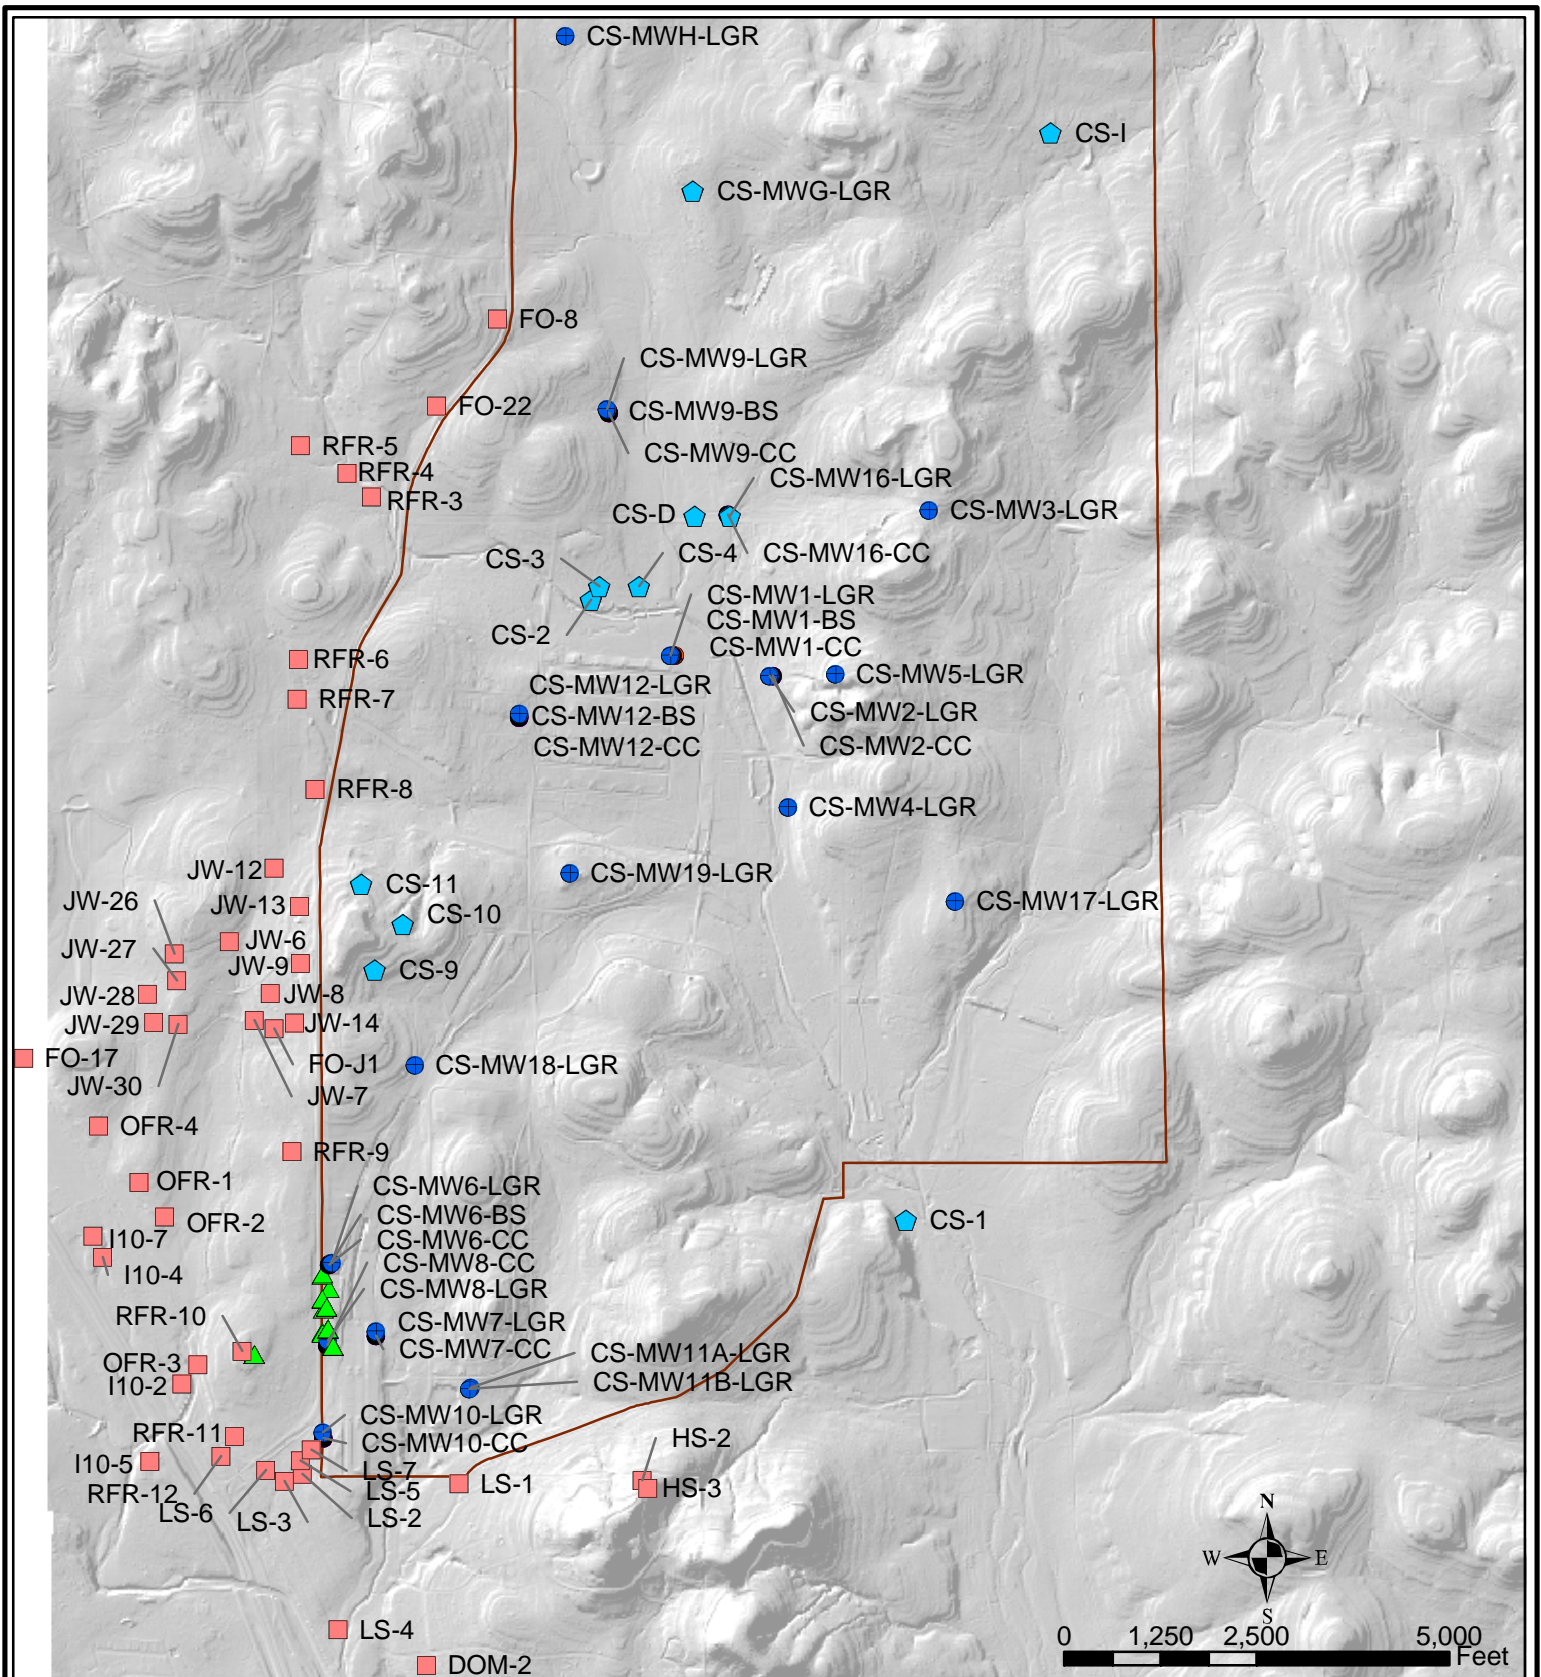 CS-MWH-LGR
CS-I
CS-MWG-LGR
FO-8
CS-MW9-LGR
FO-22
CS-MW9-BS
RFR-5
CS-MW9-CC
RFR-4
CS-MW16-LGR
RFR-3
CS-D
CS-MW3-LGR
CS-3
CS-4
CS-MW16-CC
CS-MW1-LGR
CS-MW1-BS
CS-2
CS-MW1-CC
RFR-6
CS-MW12-LGR
CS-MW5-LGR
RFR-7
CS-MW12-BS
CS-MW2-LGR
CS-MW12-CC
CS-MW2-CC
RFR-8
CS-MW4-LGR
JW-12
CS-11
CS-MW19-LGR
JW-26
JW-13
CS-10
CS-MW17-LGR
JW-27
JW-6
JW-9
CS-9
JW-28
JW-8
JW-29
JW-14
FO-17
FO-J1
CS-MW18-LGR
JW-30
JW-7
OFR-4
RFR-9
OFR-1
CS-MW6-LGR
OFR-2
CS-MW6-BS
CS-1
I10-7
CS-MW6-CC
CS-MW8-CC
I10-4
CS-MW8-LGR
RFR-10
CS-MW7-LGR
CS-MW7-CC
CS-MW11A-LGR
OFR-3
I10-2
CS-MW11B-LGR
CS-MW10-LGR
RFR-11
CS-MW10-CC
HS-2
I10-5
LS-7
RFR-12
LS-5
LS-1
HS-3
LS-6
LS-3
LS-2
N
W
E
S
LS-4
0
1,250
2,500
5,000
Feet
DOM-2